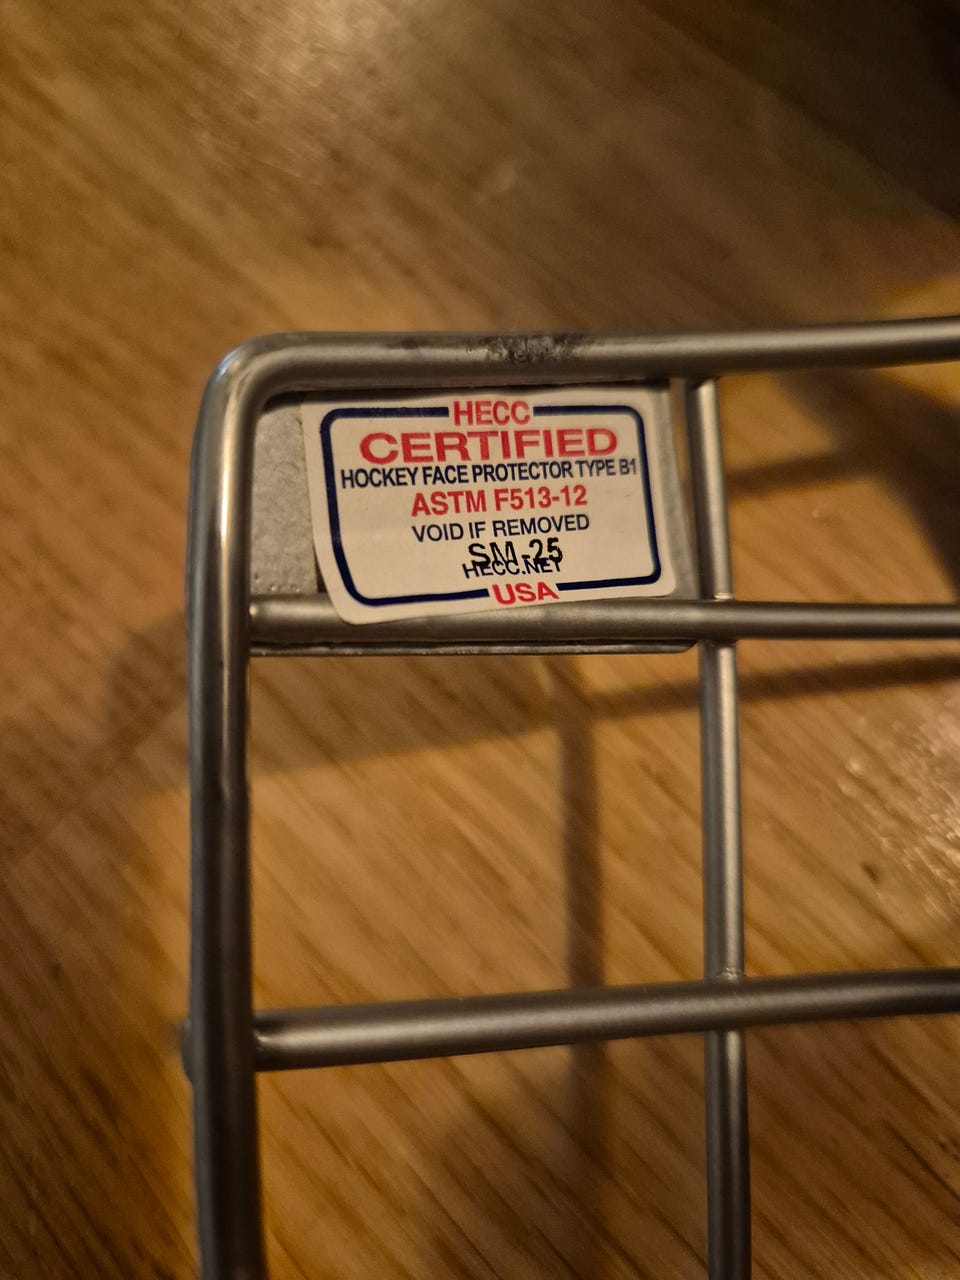 HECC
CERTIFIED
HOCKEY FACE PROTECTOR TYPE B1
ASTM F513-12
VOID IF REMOVED
SM-25
HECC.NET
USA